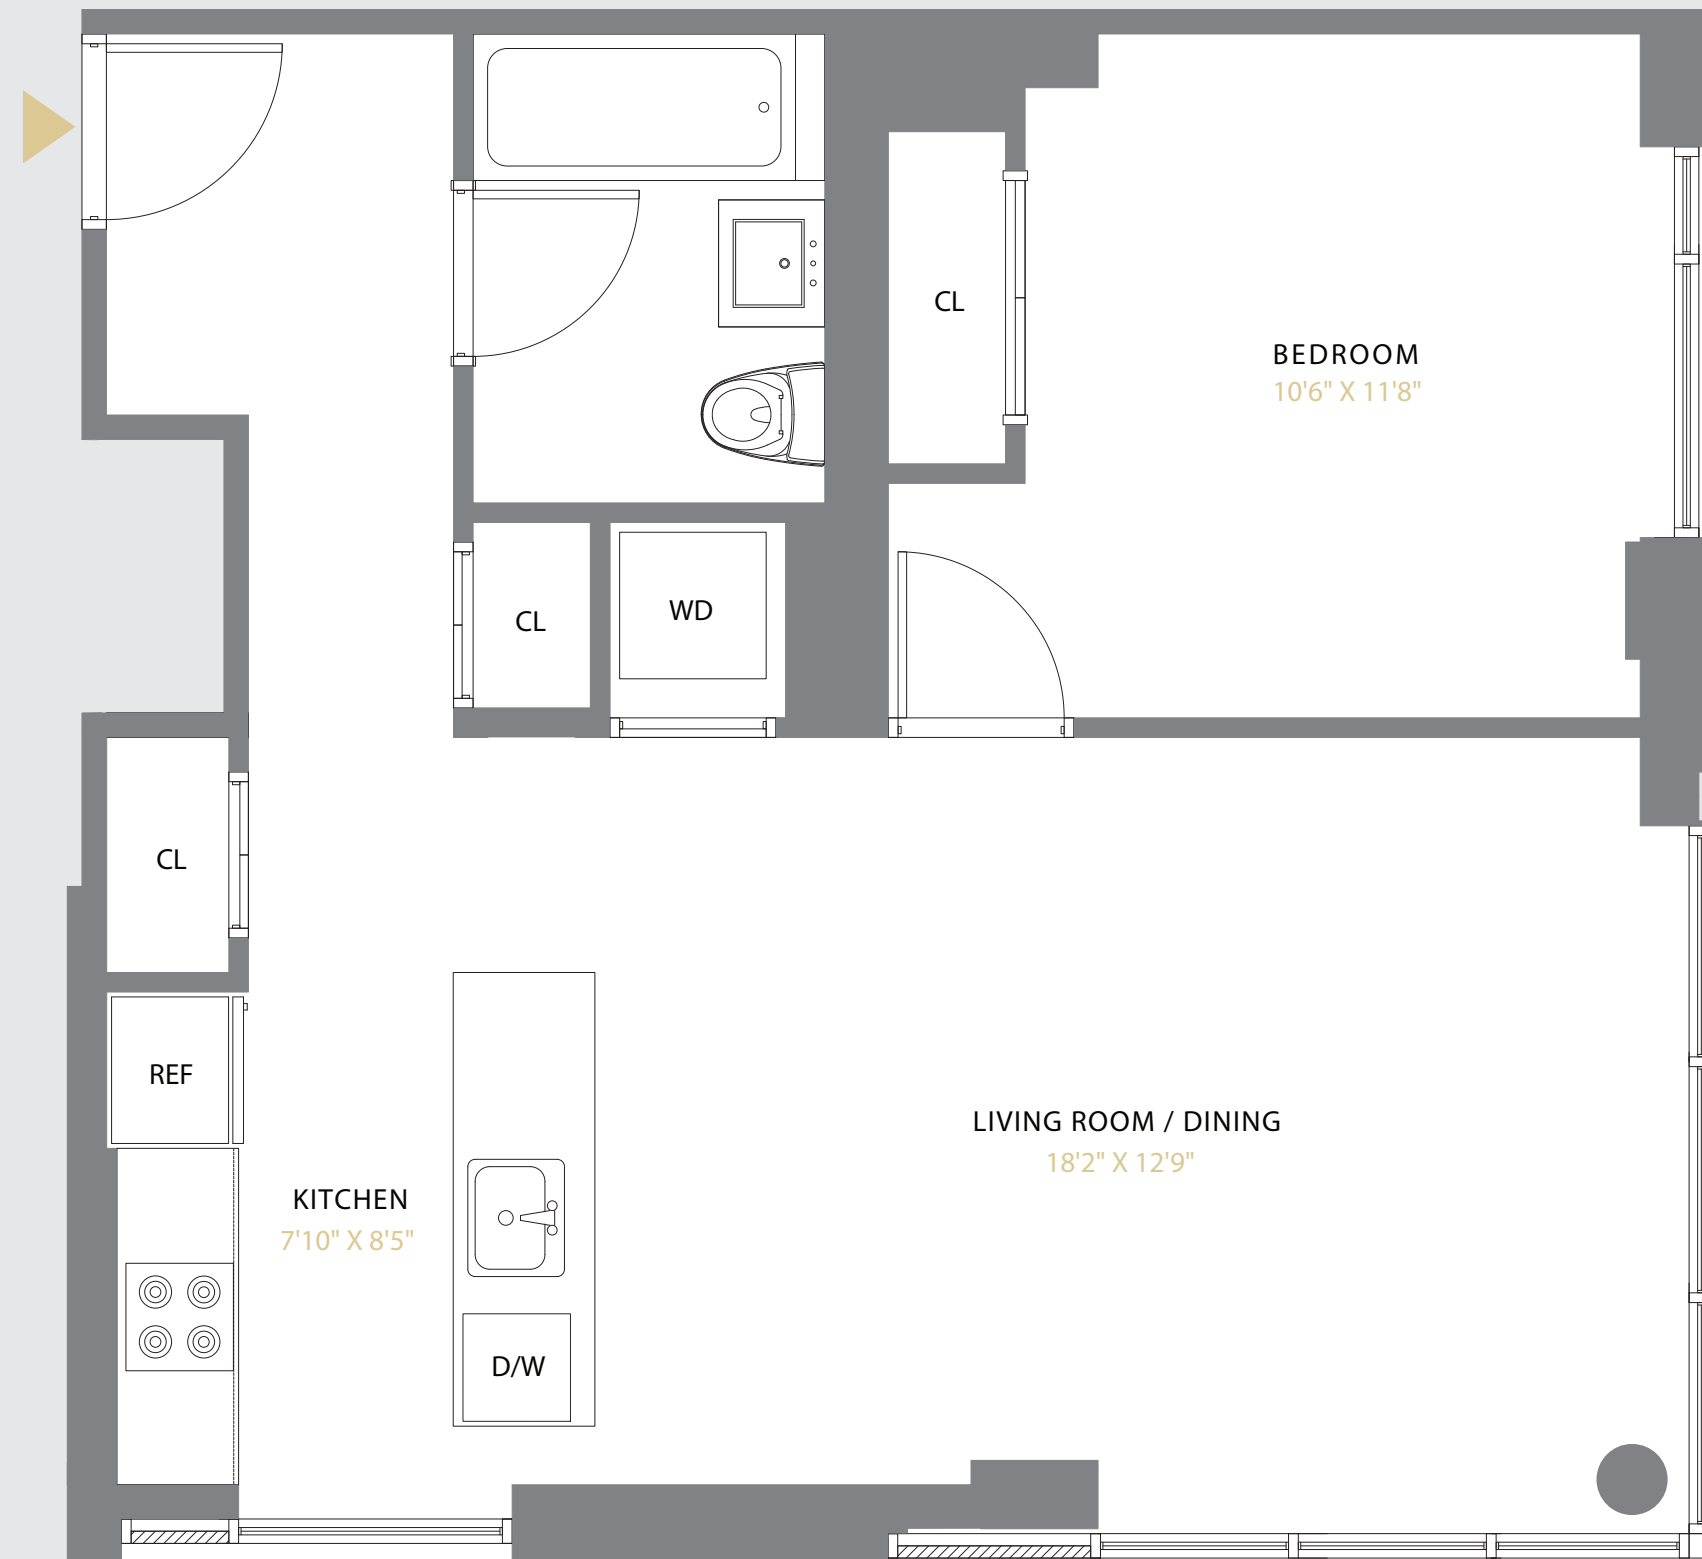 CL
BEDROOM
10'6" X 11'8"
CL
WD
CL
REF
LIVING ROOM / DINING
18'2" X 12'9"
KITCHEN
7'10" X 8'5"
D/W